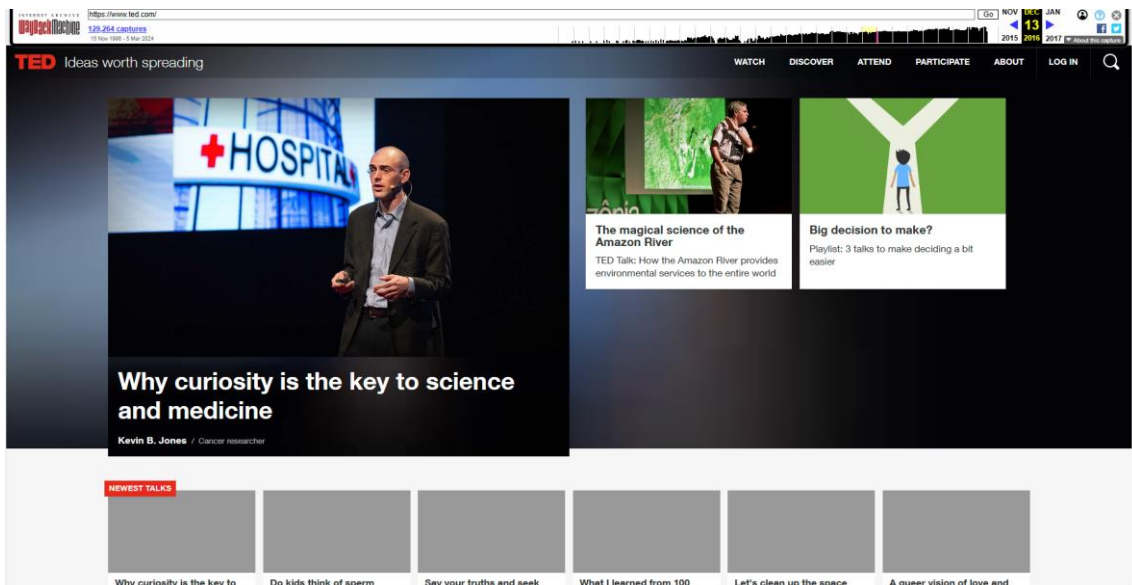 INTERNET ARCHIVE
WayBackMachine
https://www.ted.com/
Go
NOV DEC JAN
13
2015 2016 2017
129,264 captures
15 Nov 1996 - 5 Mar 2024
About this capture
TED Ideas worth spreading
WATCH DISCOVER ATTEND PARTICIPATE ABOUT LOG IN
HOSPITAL
Why curiosity is the key to science
and medicine
Kevin B. Jones / Cancer researcher
The magical science of the
Amazon River
TED Talk: How the Amazon River provides
environmental services to the entire world
Big decision to make?
Playlist: 3 talks to make deciding a bit
easier
NEWEST TALKS
Why curiosity is the key to
Do kids think of sperm
Say your truths and seek
What I learned from 100
Let's clean up the space
A queer vision of love and